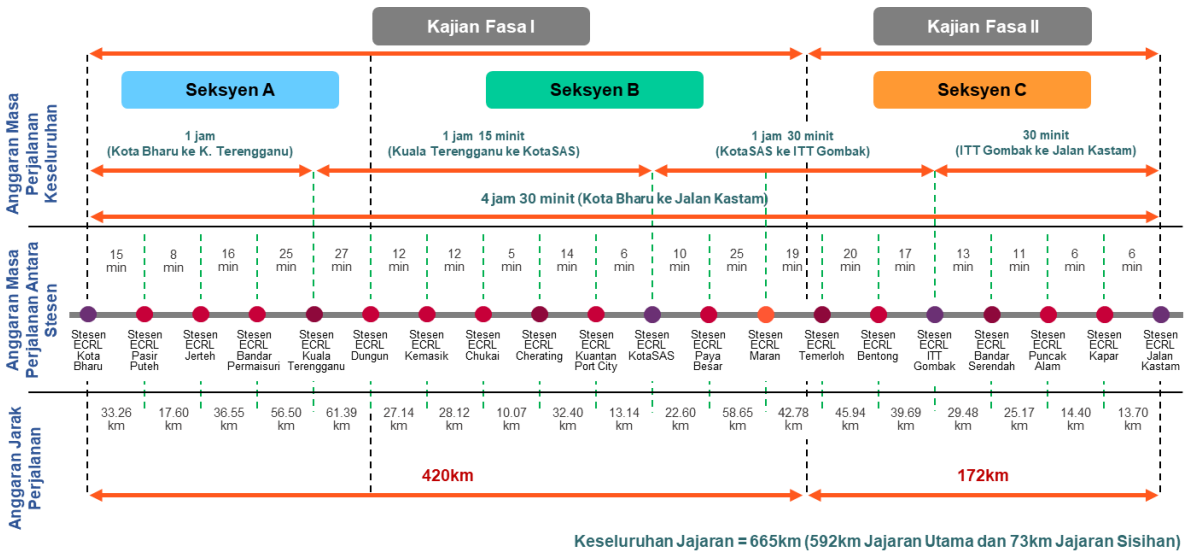 Kajian Fasa I
Kajian Fasa II
Seksyen A
Seksyen B
Seksyen C
Anggaran Masa
Perjalanan
Keseluruhan
1 jam
(Kota Bharu ke K. Terengganu)
1 jam 15 minit
(Kuala Terengganu ke KotaSAS)
1 jam 30 minit
(KotaSAS ke ITT Gombak)
30 minit
(ITT Gombak ke Jalan Kastam)
4 jam 30 minit (Kota Bharu ke Jalan Kastam)
Anggaran Masa
Perjalanan Antara
Stesen
15
min
8
min
16
min
25
min
27
min
12
min
12
min
5
min
14
min
6
min
10
min
25
min
19
min
20
min
17
min
13
min
11
min
6
min
6
min
Stesen
ECRL
Kota
Bharu
Stesen
ECRL
Pasir
Puteh
Stesen
ECRL
Jerteh
Stesen
ECRL
Bandar
Permaisuri
Stesen
ECRL
Kuala
Terengganu
Stesen
ECRL
Dungun
Stesen
ECRL
Kemasik
Stesen
ECRL
Chukai
Stesen
ECRL
Cherating
Stesen
ECRL
Kuantan
Port City
Stesen
ECRL
KotaSAS
Stesen
ECRL
Paya
Besar
Stesen
ECRL
Maran
Stesen
ECRL
Temerloh
Stesen
ECRL
Bentong
Stesen
ECRL
ITT
Gombak
Stesen
ECRL
Bandar
Serendah
Stesen
ECRL
Puncak
Alam
Stesen
ECRL
Kapar
Stesen
ECRL
Jalan
Kastam
Anggaran Jarak
Perjalanan
33.26
km
17.60
km
36.55
km
56.50
km
61.39
km
27.14
km
28.12
km
10.07
km
32.40
km
13.14
km
22.60
km
58.65
km
42.78
km
45.94
km
39.69
km
29.48
km
25.17
km
14.40
km
13.70
km
420km
172km
Keseluruhan Jajaran = 665km (592km Jajaran Utama dan 73km Jajaran Sisihan)